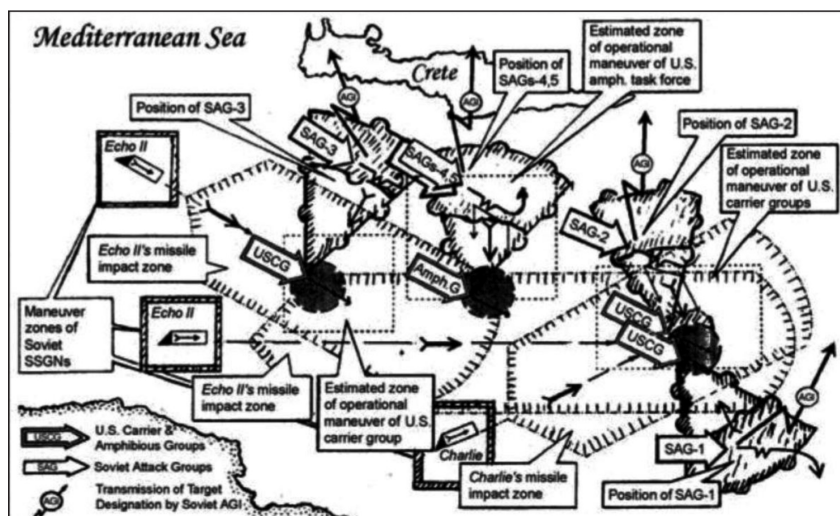 Mediterranean Sea
Crete
Estimated zone
of operational
maneuver of U.S.
amph. task force
Position of
SAGs-4,5
AGI
AGI
Position of SAG-3
Echo II
SAG-3
SAGs-4,5
AGI
Position of SAG-2
Estimated zone
of operational
maneuver of U.S.
carrier groups
SAG-2
Echo II's missile
impact zone
USCG
Amph.G
USCG
USCG
Maneuver
zones of
Soviet
SSGNs
Echo II
Echo II's missile
impact zone
Estimated zone
of operational
maneuver of U.S.
carrier group
AGI
USCG
U.S. Carrier &
Amphibious Groups
SAG
Soviet Attack Groups
AGI
Transmission of Target
Designation by Soviet AGI
Charlie
Charlie's missile
impact zone
SAG-1
Position of SAG-1